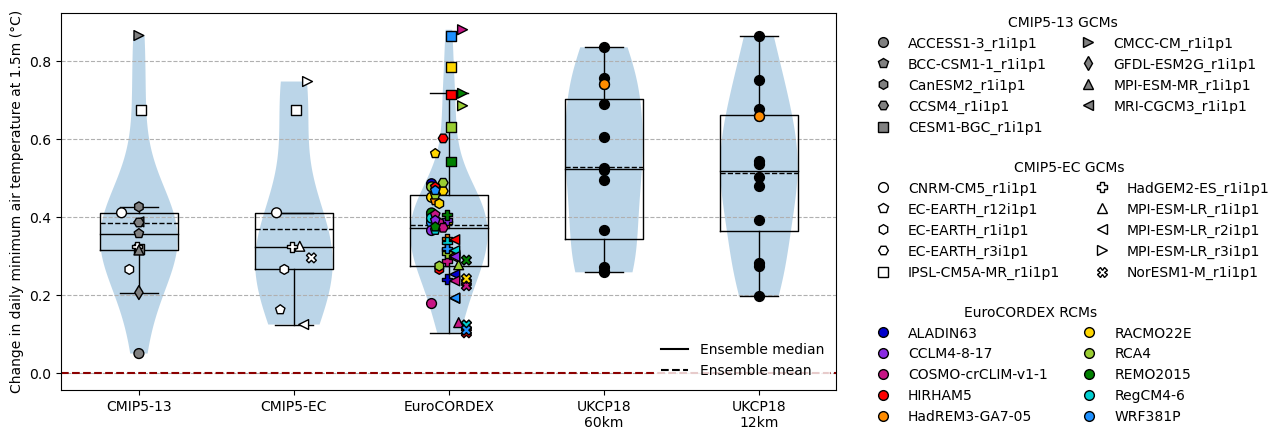 Change in daily minimum air temperature at 1.5m (°C)
0.8
0.6
0.4
0.2
0.0
Ensemble median
Ensemble mean
CMIP5-13
CMIP5-EC
EuroCORDEX
UKCP18
60km
UKCP18
12km
CMIP5-13 GCMs
ACCESS1-3_r1i1p1
BCC-CSM1-1_r1i1p1
CanESM2_r1i1p1
CCSM4_r1i1p1
CESM1-BGC_r1i1p1
CMCC-CM_r1i1p1
GFDL-ESM2G_r1i1p1
MPI-ESM-MR_r1i1p1
MRI-CGCM3_r1i1p1
CMIP5-EC GCMs
CNRM-CM5_r1i1p1
EC-EARTH_r12i1p1
EC-EARTH_r1i1p1
EC-EARTH_r3i1p1
IPSL-CM5A-MR_r1i1p1
HadGEM2-ES_r1i1p1
MPI-ESM-LR_r1i1p1
MPI-ESM-LR_r2i1p1
MPI-ESM-LR_r3i1p1
NorESM1-M_r1i1p1
EuroCORDEX RCMs
ALADIN63
CCLM4-8-17
COSMO-crCLIM-v1-1
HIRHAM5
HadREM3-GA7-05
RACMO22E
RCA4
REMO2015
RegCM4-6
WRF381P